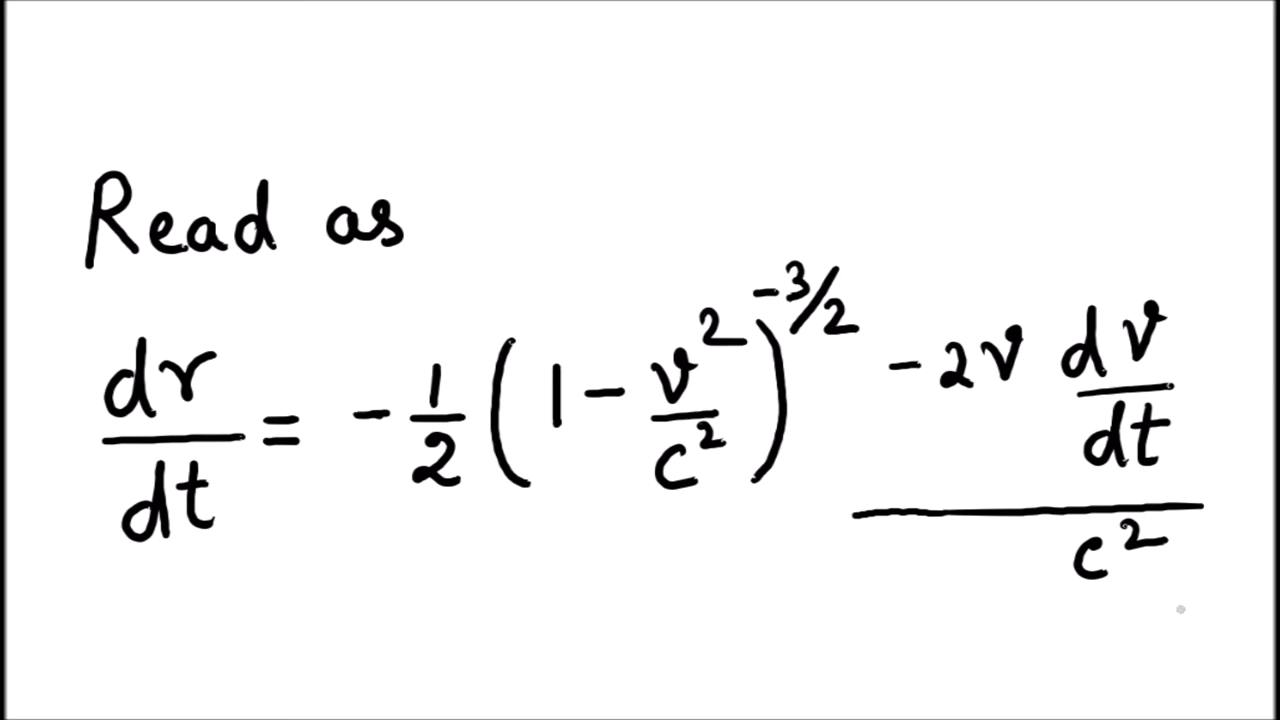 Read as
dr/dt = -1/2 (1 - v²/c²)^(-3/2) (-2v dv/dt)/c²